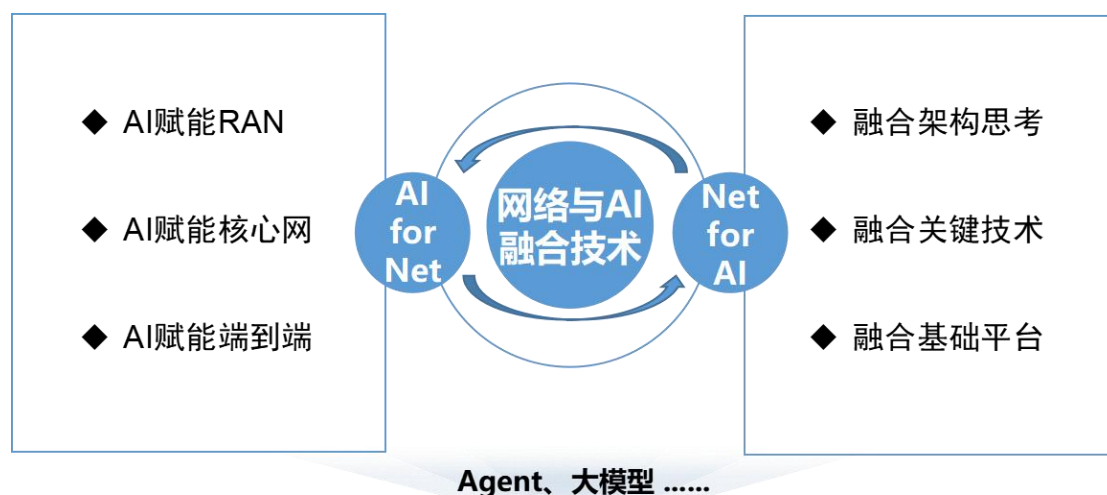 ◆ AI赋能RAN
◆ AI赋能核心网
◆ AI赋能端到端
AI
for
Net
网络与AI
融合技术
Net
for
AI
◆ 融合架构思考
◆ 融合关键技术
◆ 融合基础平台
Agent、大模型 ......